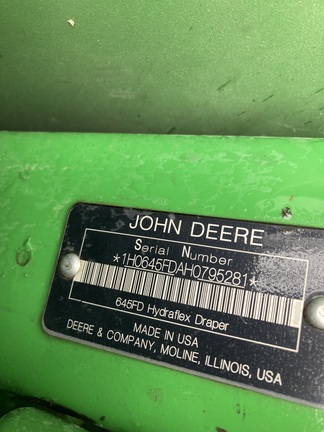 JOHN DEERE
Serial Number
*1H0645FDAH0795281*
645FD Hydraflex Draper
MADE IN USA
DEERE & COMPANY, MOLINE, ILLINOIS, USA